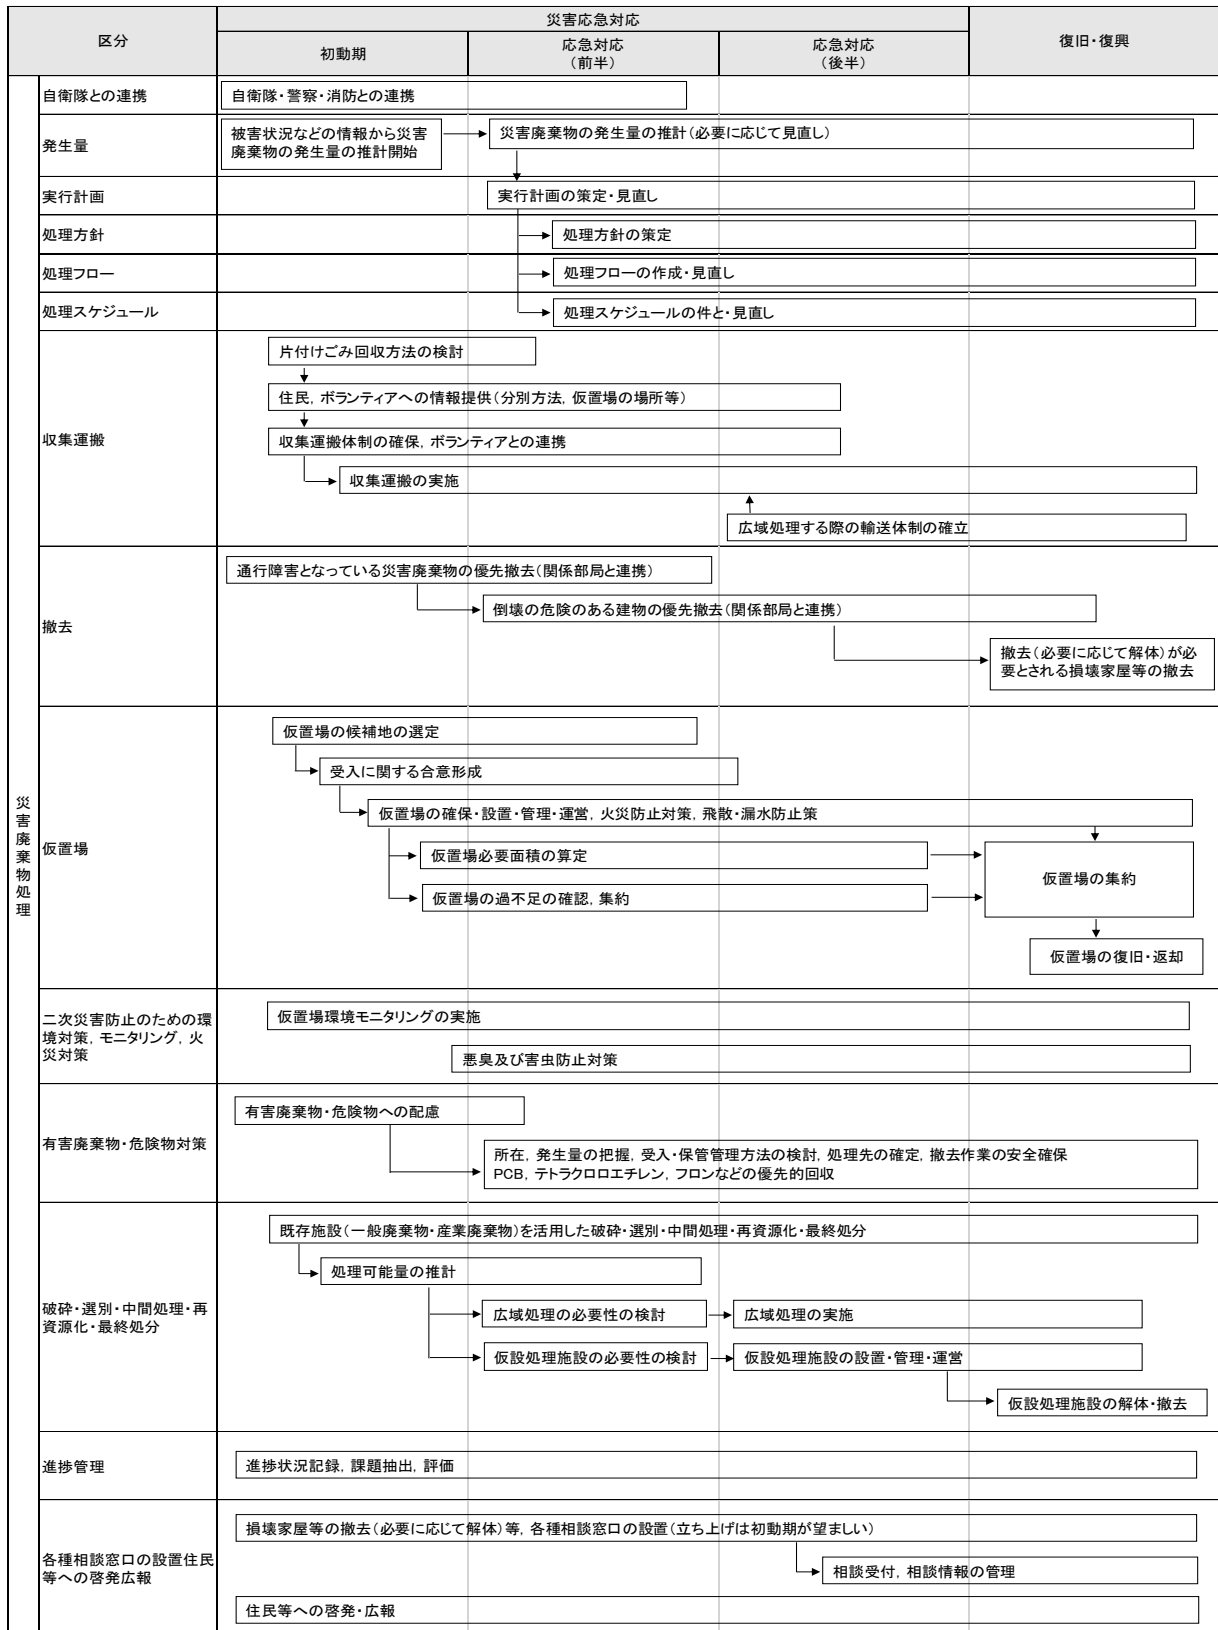 区分
災害応急対応
初動期
応急対応
(前半)
応急対応
(後半)
復旧・復興
災害廃棄物処理
自衛隊との連携
自衛隊・警察・消防との連携
発生量
被害状況などの情報から災害
廃棄物の発生量の推計開始
災害廃棄物の発生量の推計(必要に応じて見直し)
実行計画
実行計画の策定・見直し
処理方針
処理方針の策定
処理フロー
処理フローの作成・見直し
処理スケジュール
処理スケジュールの件と・見直し
収集運搬
片付けごみ回収方法の検討
住民,ボランティアへの情報提供(分別方法,仮置場の場所等)
収集運搬体制の確保,ボランティアとの連携
収集運搬の実施
広域処理する際の輸送体制の確立
撤去
通行障害となっている災害廃棄物の優先撤去(関係部局と連携)
倒壊の危険のある建物の優先撤去(関係部局と連携)
撤去(必要に応じて解体)が必
要とされる損壊家屋等の撤去
仮置場
仮置場の候補地の選定
受入に関する合意形成
仮置場の確保・設置・管理・運営,火災防止対策,飛散・漏水防止策
仮置場必要面積の算定
仮置場の過不足の確認,集約
仮置場の集約
仮置場の復旧・返却
二次災害防止のための環
境対策,モニタリング,火
災対策
仮置場環境モニタリングの実施
悪臭及び害虫防止対策
有害廃棄物・危険物対策
有害廃棄物・危険物への配慮
所在,発生量の把握,受入・保管管理方法の検討,処理先の確定,撤去作業の安全確保
PCB,テトラクロロエチレン,フロンなどの優先的回収
破砕・選別・中間処理・再
資源化・最終処分
既存施設(一般廃棄物・産業廃棄物)を活用した破砕・選別・中間処理・再資源化・最終処分
処理可能量の推計
広域処理の必要性の検討
広域処理の実施
仮設処理施設の必要性の検討
仮設処理施設の設置・管理・運営
仮設処理施設の解体・撤去
進捗管理
進捗状況記録,課題抽出,評価
各種相談窓口の設置住民
等への啓発広報
損壊家屋等の撤去(必要に応じて解体)等,各種相談窓口の設置(立ち上げは初動期が望ましい)
相談受付,相談情報の管理
住民等への啓発・広報